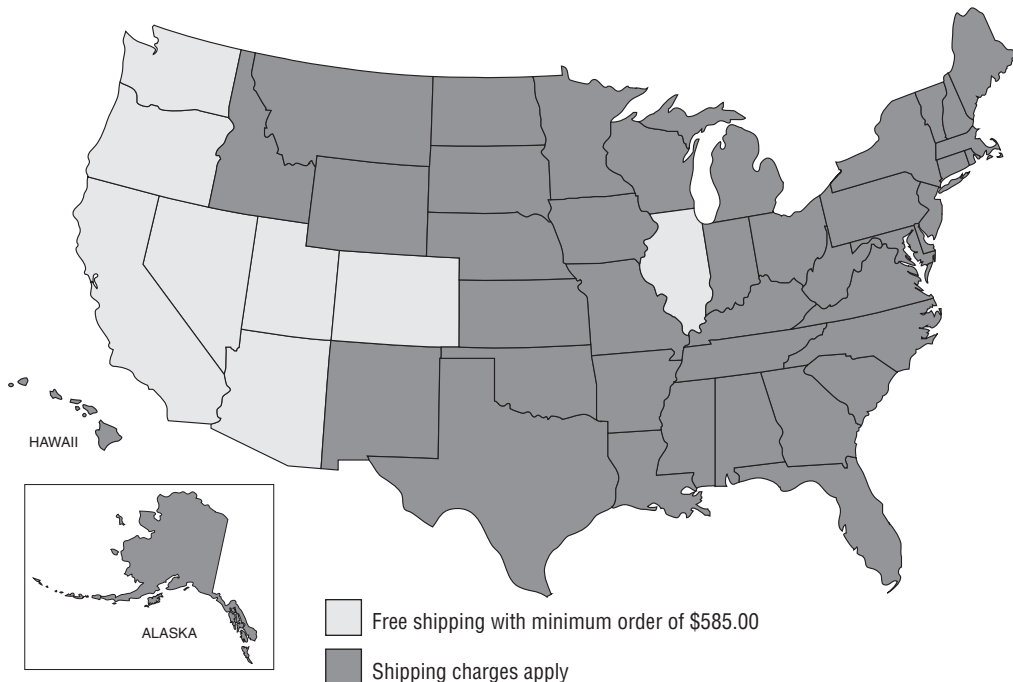 HAWAII
ALASKA
Free shipping with minimum order of $585.00
Shipping charges apply